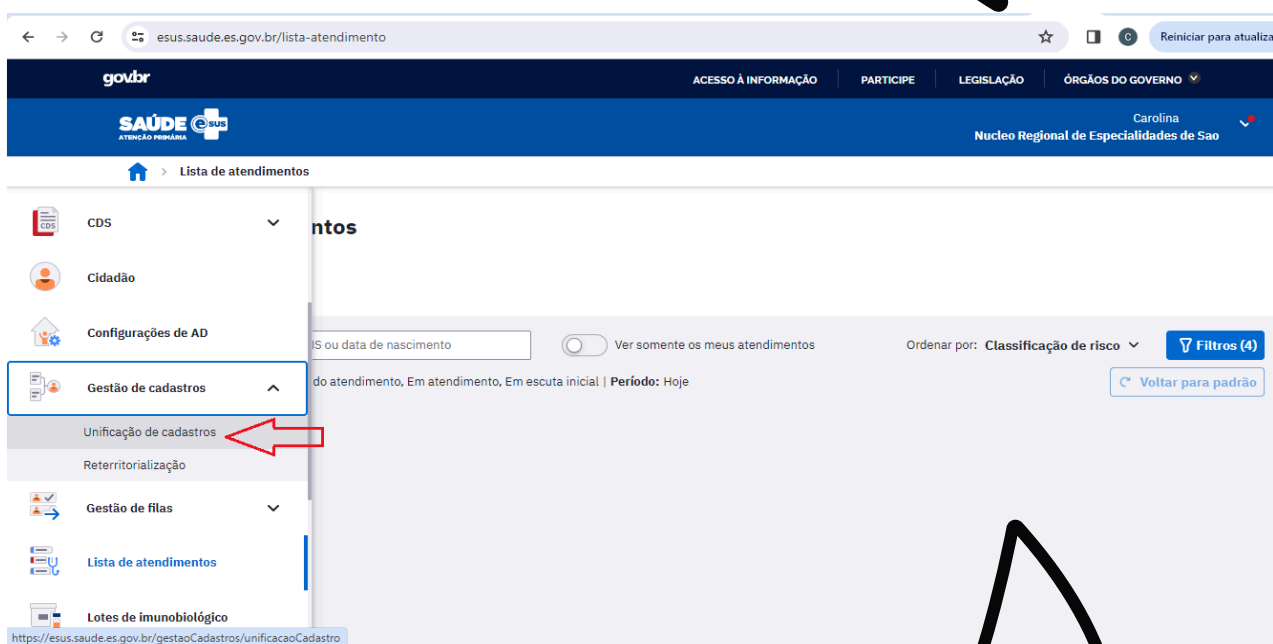 esus.saude.es.gov.br/lista-atendimento
C
Reiniciar para atualiza
gov.br
ACESSO À INFORMAÇÃO PARTICIPE LEGISLAÇÃO ÓRGÃOS DO GOVERNO
SAÚDE e SUS
ATENÇÃO PRIMÁRIA
Carolina
Nucleo Regional de Especialidades de Sao
Lista de atendimentos
CDS
CDS
ntos
Cidadão
Configurações de AD
IS ou data de nascimento
Ver somente os meus atendimentos
Ordenar por: Classificação de risco
Filtros (4)
Gestão de cadastros
do atendimento, Em atendimento, Em escuta inicial | Período: Hoje
Voltar para padrão
Unificação de cadastros
Reterritorialização
Gestão de filas
Lista de atendimentos
Lotes de imunobiológico
https://esus.saude.es.gov.br/gestaoCadastros/unificacaoCadastro